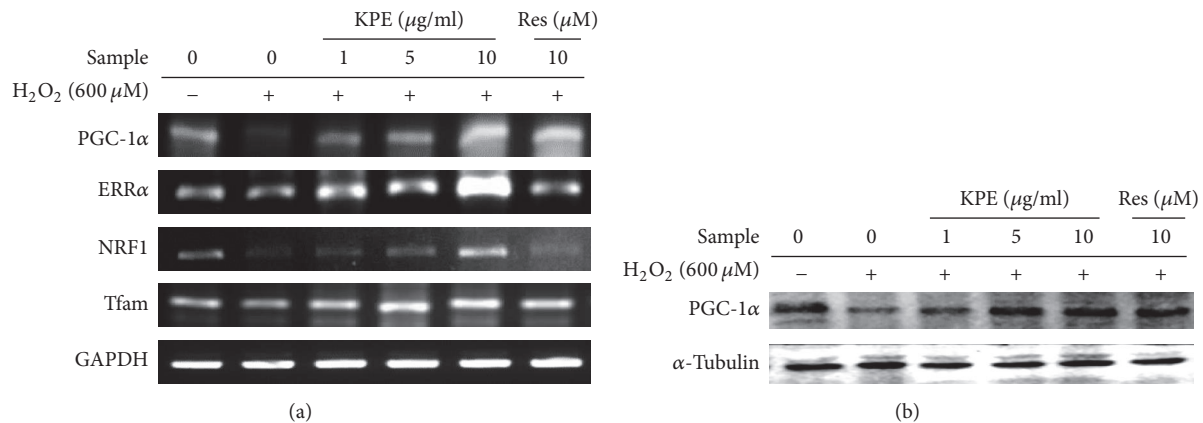 KPE (μg/ml) Res (μM)
Sample 0 0 1 5 10 10
H₂O₂ (600 μM) − + + + + +
PGC-1α
ERRα
NRF1
Tfam
GAPDH
(a)
KPE (μg/ml) Res (μM)
Sample 0 0 1 5 10 10
H₂O₂ (600 μM) − + + + + +
PGC-1α
α-Tubulin
(b)